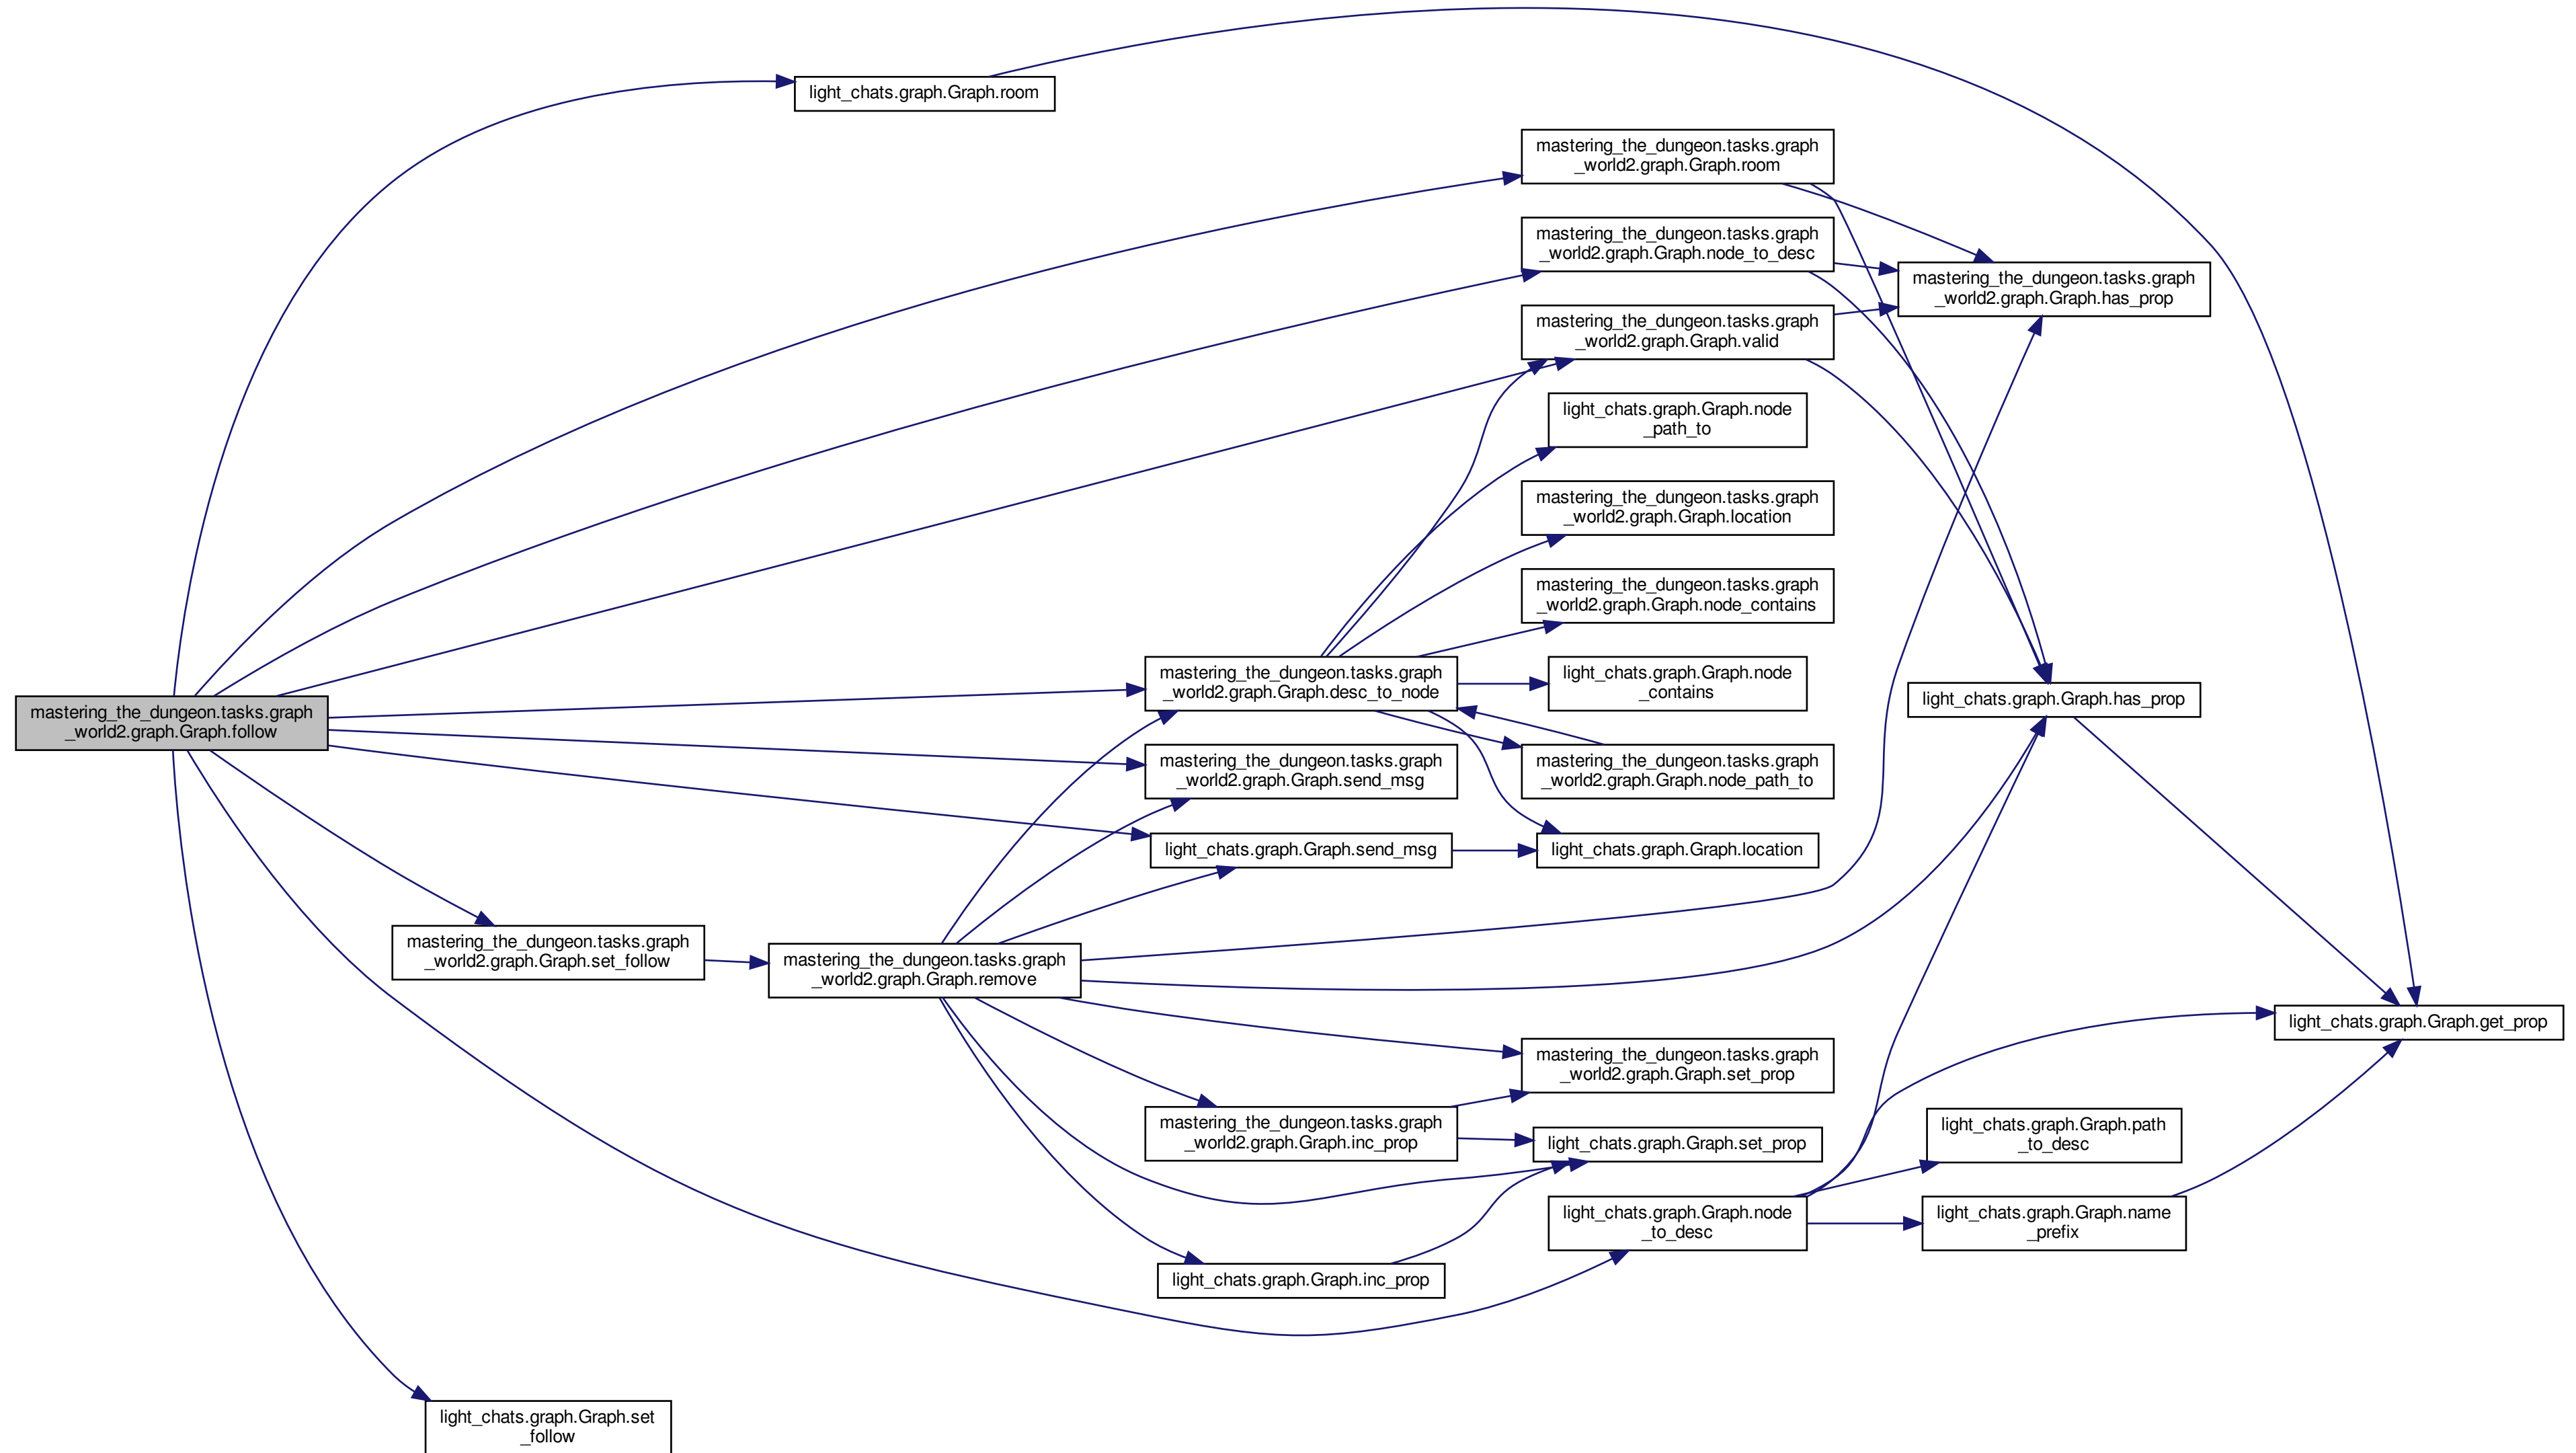 light_chats.graph.Graph.room
mastering_the_dungeon.tasks.graph
_world2.graph.Graph.room
mastering_the_dungeon.tasks.graph
_world2.graph.Graph.node_to_desc
mastering_the_dungeon.tasks.graph
_world2.graph.Graph.has_prop
mastering_the_dungeon.tasks.graph
_world2.graph.Graph.valid
light_chats.graph.Graph.node
_path_to
mastering_the_dungeon.tasks.graph
_world2.graph.Graph.location
mastering_the_dungeon.tasks.graph
_world2.graph.Graph.node_contains
mastering_the_dungeon.tasks.graph
_world2.graph.Graph.desc_to_node
light_chats.graph.Graph.node
_contains
light_chats.graph.Graph.has_prop
mastering_the_dungeon.tasks.graph
_world2.graph.Graph.follow
mastering_the_dungeon.tasks.graph
_world2.graph.Graph.send_msg
mastering_the_dungeon.tasks.graph
_world2.graph.Graph.node_path_to
light_chats.graph.Graph.send_msg
light_chats.graph.Graph.location
mastering_the_dungeon.tasks.graph
_world2.graph.Graph.set_follow
mastering_the_dungeon.tasks.graph
_world2.graph.Graph.remove
light_chats.graph.Graph.get_prop
mastering_the_dungeon.tasks.graph
_world2.graph.Graph.set_prop
mastering_the_dungeon.tasks.graph
_world2.graph.Graph.inc_prop
light_chats.graph.Graph.set_prop
light_chats.graph.Graph.path
_to_desc
light_chats.graph.Graph.node
_to_desc
light_chats.graph.Graph.name
_prefix
light_chats.graph.Graph.inc_prop
light_chats.graph.Graph.set
_follow